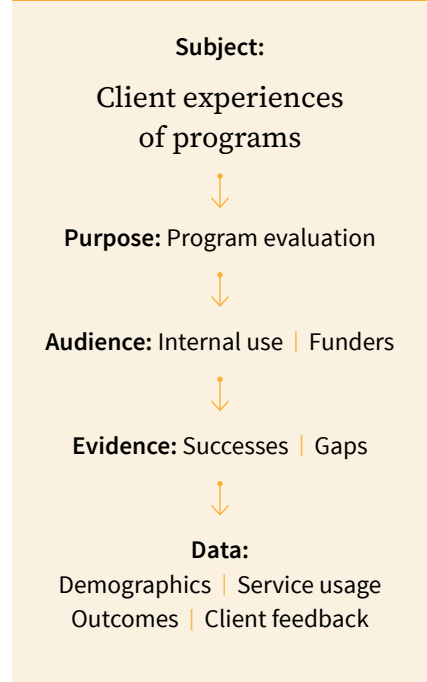 Subject:
Client experiences
of programs
Purpose: Program evaluation
Audience: Internal use | Funders
Evidence: Successes | Gaps
Data:
Demographics | Service usage
Outcomes | Client feedback